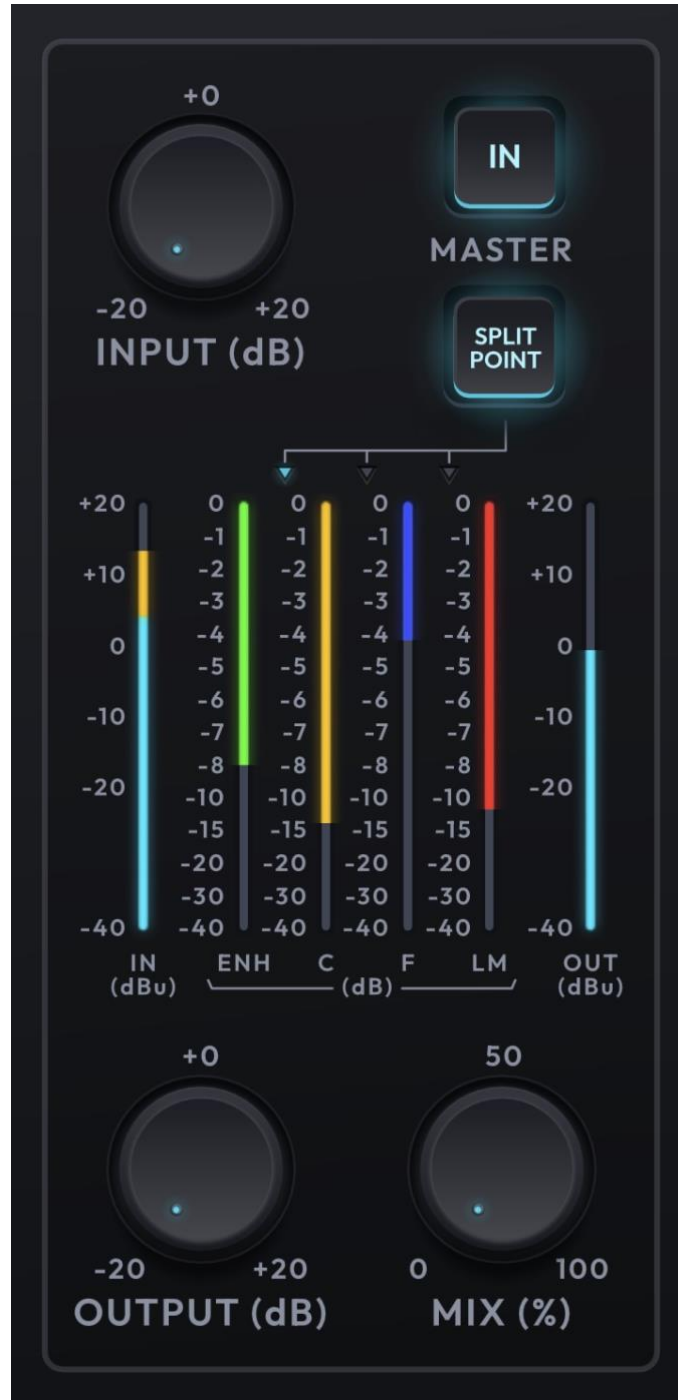 +0
IN
MASTER
-20 +20
INPUT (dB)
SPLIT
POINT
+20 0 0 0 0 +20
-1 -1 -1 -1
+10 -2 -2 -2 -2 +10
-3 -3 -3 -3
0 -4 -4 -4 -4 0
-5 -5 -5 -5
-10 -6 -6 -6 -6 -10
-7 -7 -7 -7
-20 -8 -8 -8 -8 -20
-10 -10 -10 -10
-15 -15 -15 -15
-20 -20 -20 -20
-30 -30 -30 -30
-40 -40 -40 -40 -40 -40
IN ENH C F LM OUT
(dBu) (dB) (dBu)
+0 50
-20 +20 0 100
OUTPUT (dB) MIX (%)